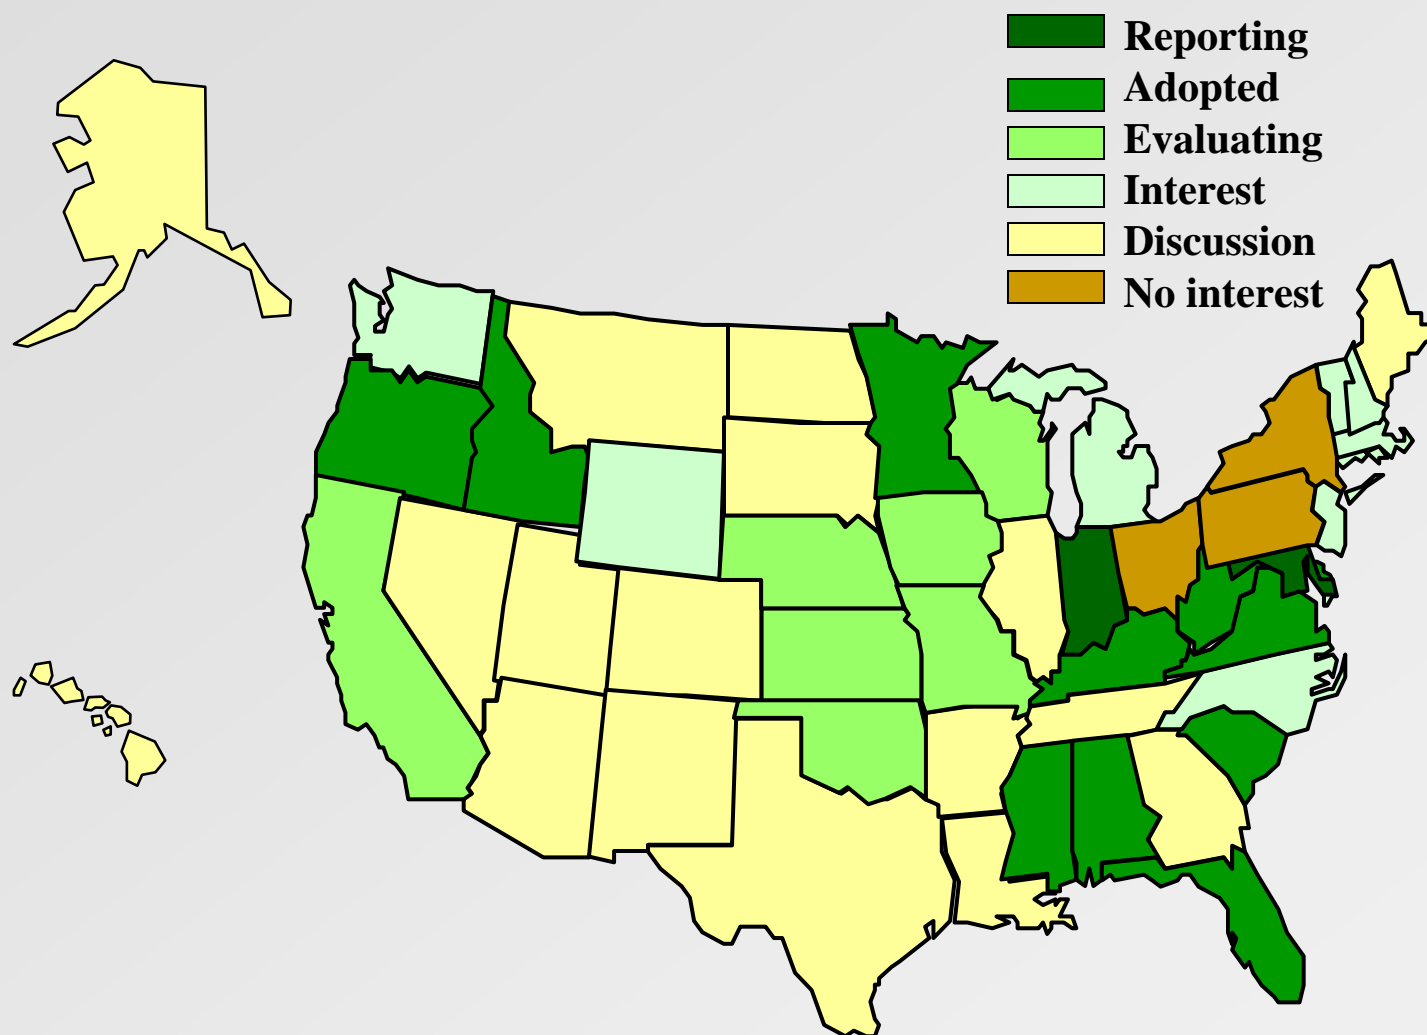 Reporting
Adopted
Evaluating
Interest
Discussion
No interest